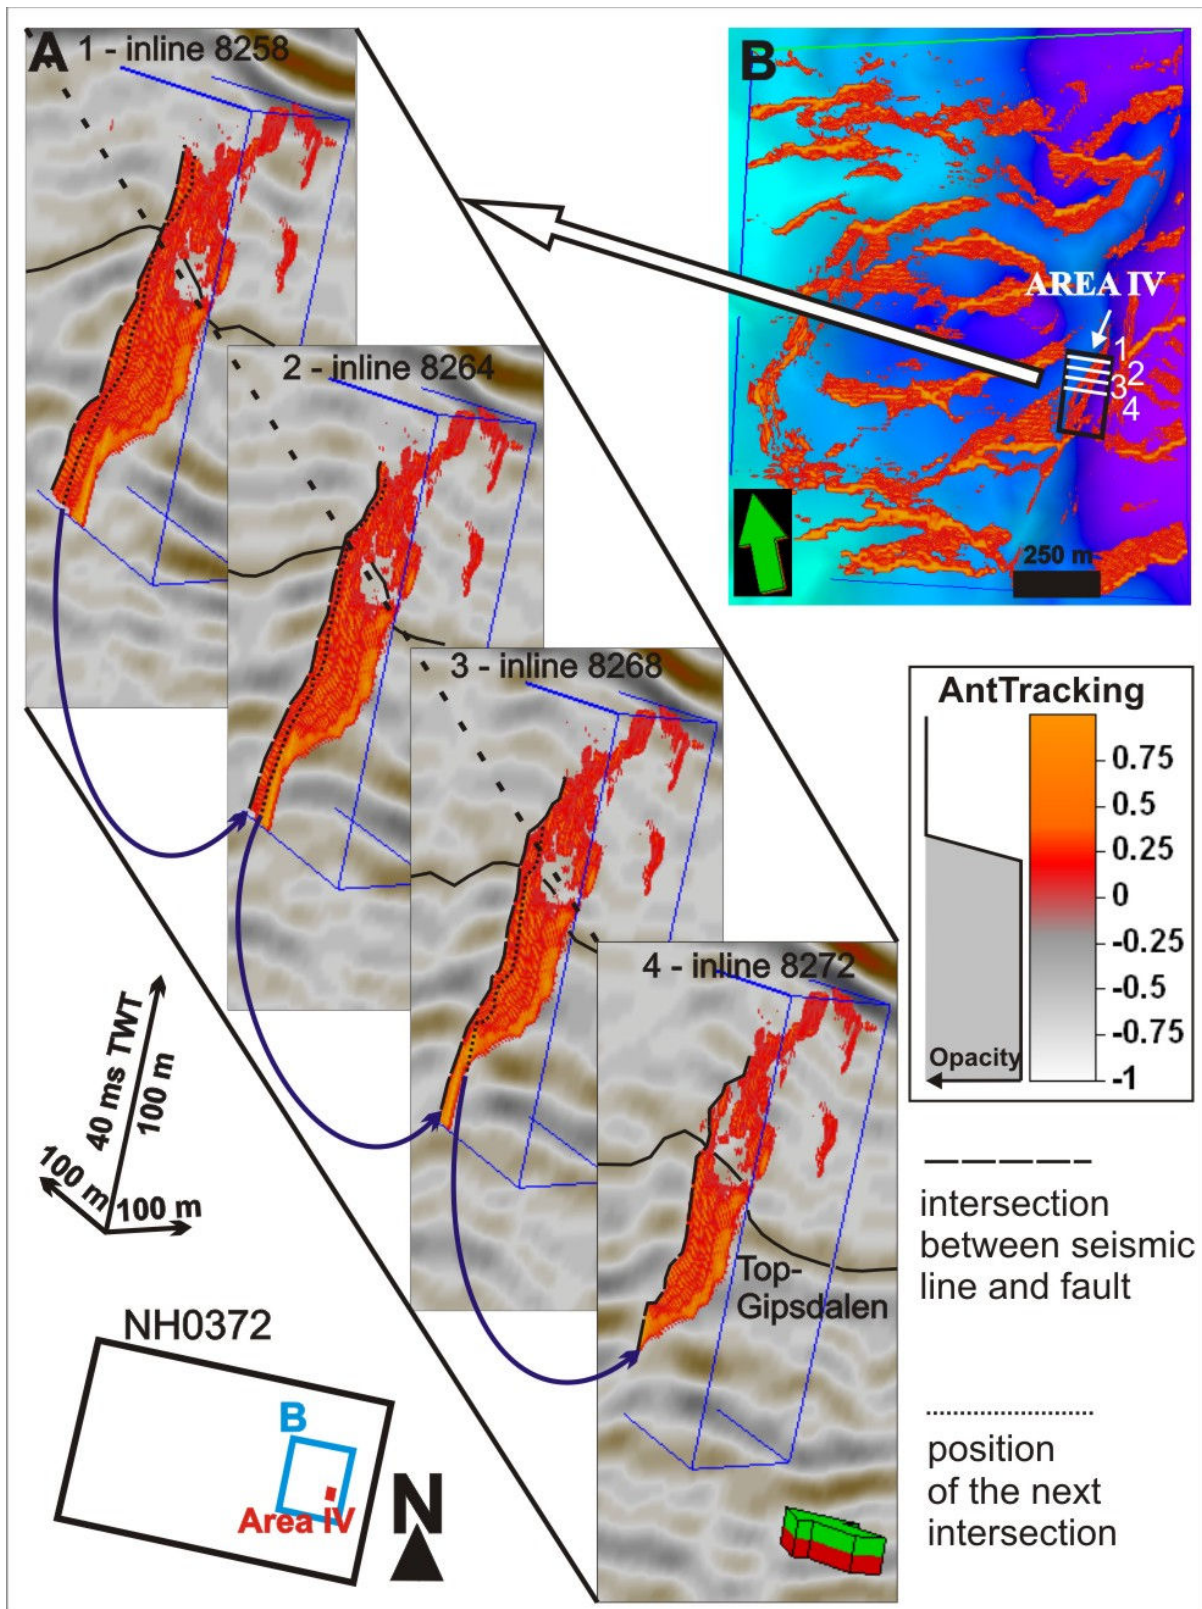 A
1 - inline 8258
B
AREA IV
1
2
3
4
250 m
2 - inline 8264
3 - inline 8268
4 - inline 8272
Top-
Gipsdalen
AntTracking
0.75
0.5
0.25
0
-0.25
-0.5
-0.75
-1
Opacity
40 ms TWT
100 m
100 m
100 m
intersection
between seismic
line and fault
position
of the next
intersection
NH0372
B
Area IV
N